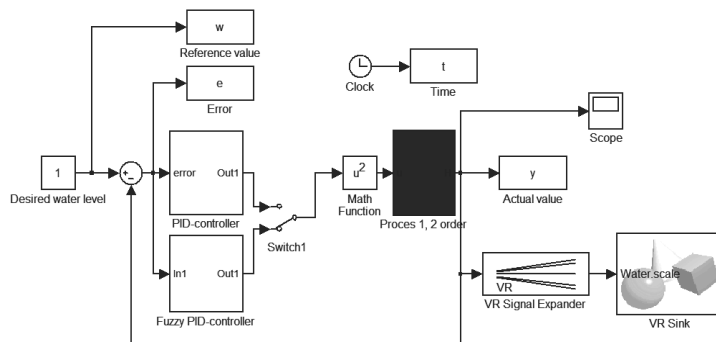 w
Reference value
e
Error
t
Clock
Time
Scope
1
Desired water level
+
-
error
Out1
PID-controller
Switch1
u²
Math
Function
Proces 1, 2 order
y
Actual value
In1
Out1
Fuzzy PID-controller
VR
VR Signal Expander
Water.scale
VR Sink